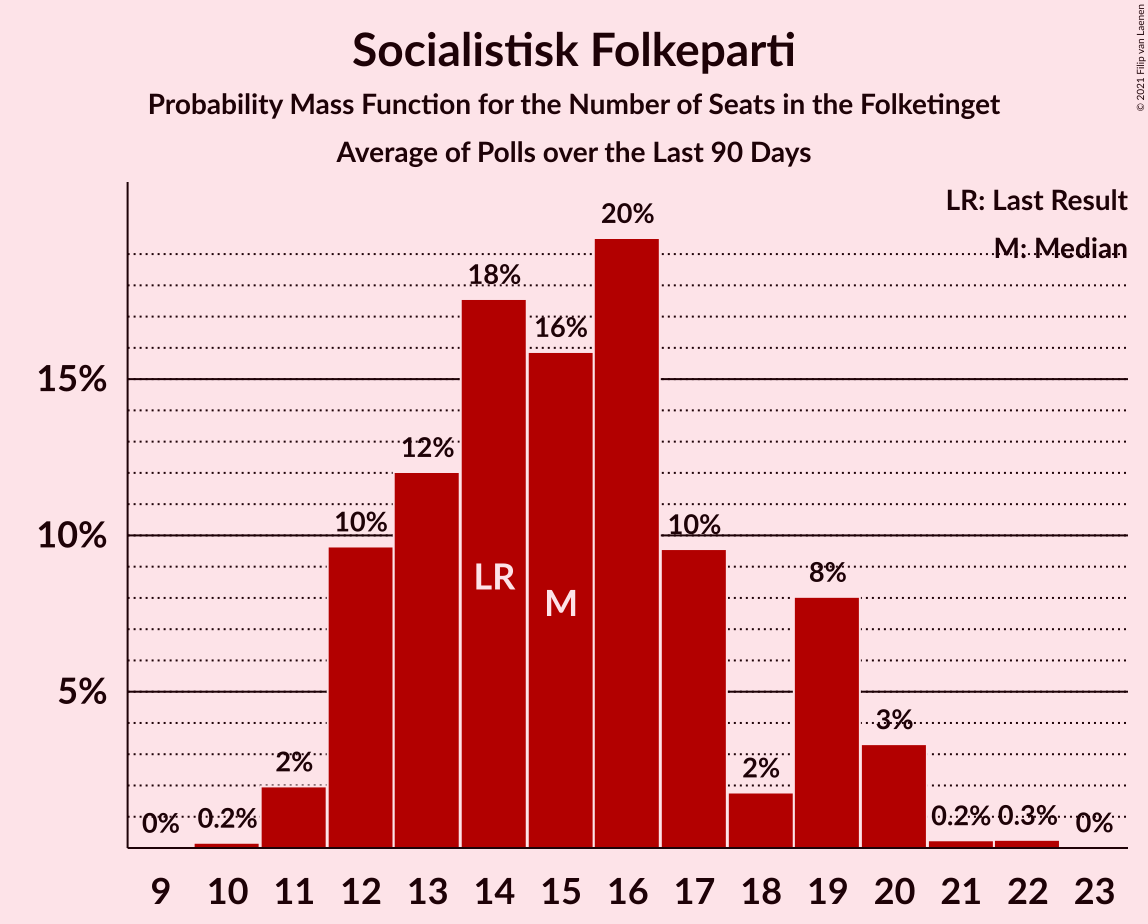 Socialistisk Folkeparti
Probability Mass Function for the Number of Seats in the Folketinget
Average of Polls over the Last 90 Days
© 2021 Filip van Laenen
LR: Last Result
M: Median
20%
18%
16%
15%
12%
10%
10%
10%
8%
LR
M
5%
3%
2%
2%
0%
0.2%
0.2%
0.3%
0%
9 10 11 12 13 14 15 16 17 18 19 20 21 22 23